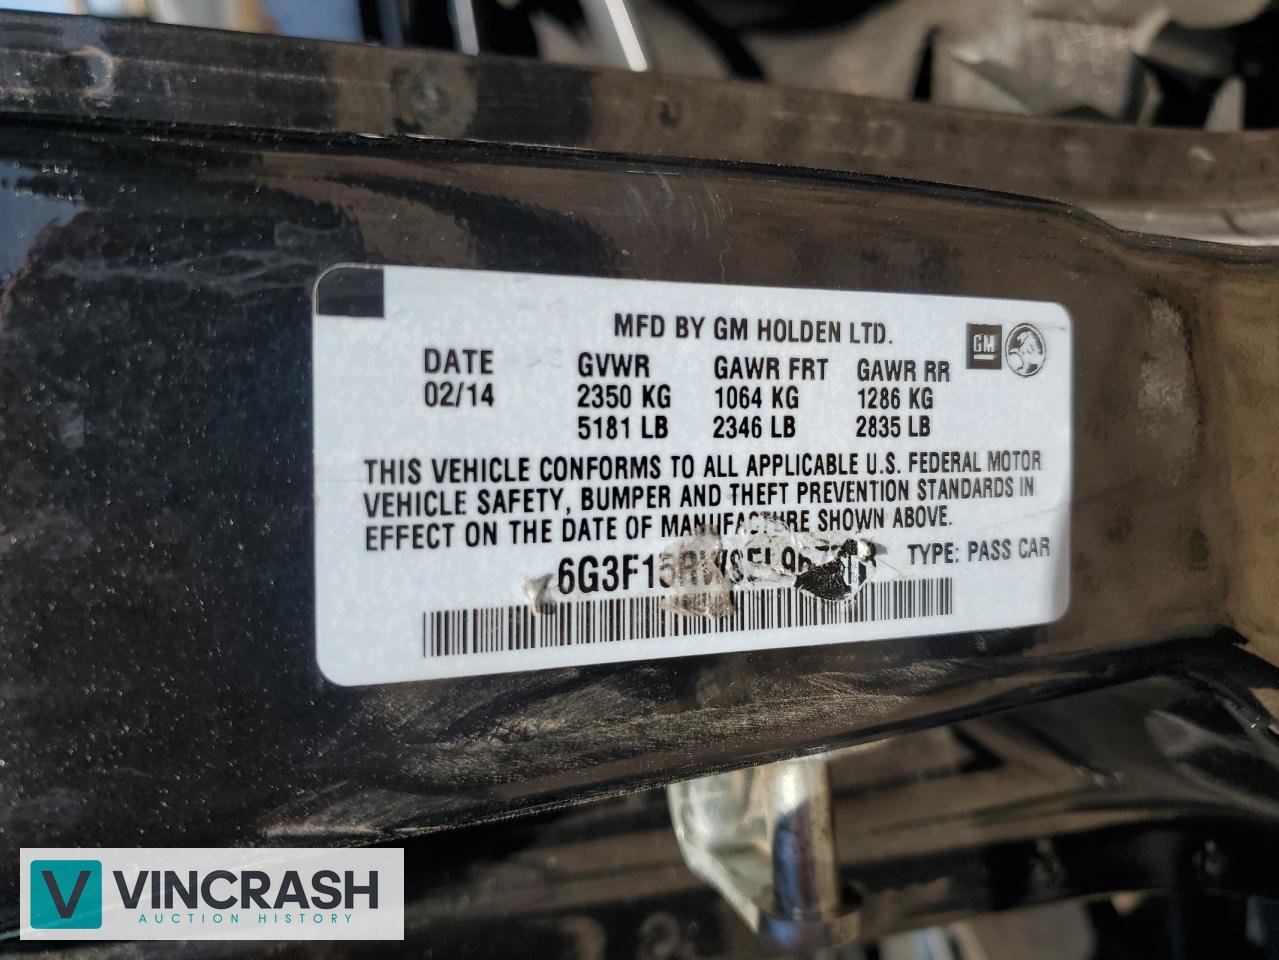 MFD BY GM HOLDEN LTD.
GM
DATE GVWR GAWR FRT GAWR RR
02/14 2350 KG 1064 KG 1286 KG
5181 LB 2346 LB 2835 LB
THIS VEHICLE CONFORMS TO ALL APPLICABLE U.S. FEDERAL MOTOR
VEHICLE SAFETY, BUMPER AND THEFT PREVENTION STANDARDS IN
EFFECT ON THE DATE OF MANUFACTURE SHOWN ABOVE.
TYPE: PASS CAR
V VINCRASH
AUCTION HISTORY